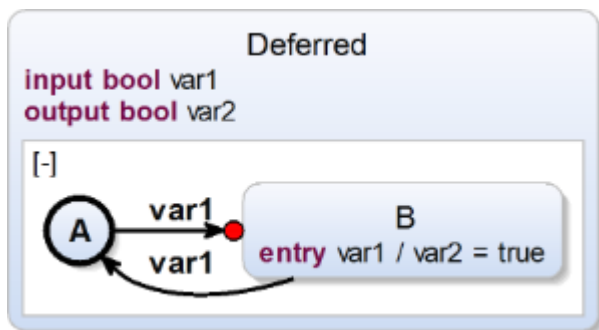 Deferred
input bool var1
output bool var2
[-]
A
var1
var1
B
entry var1 / var2 = true